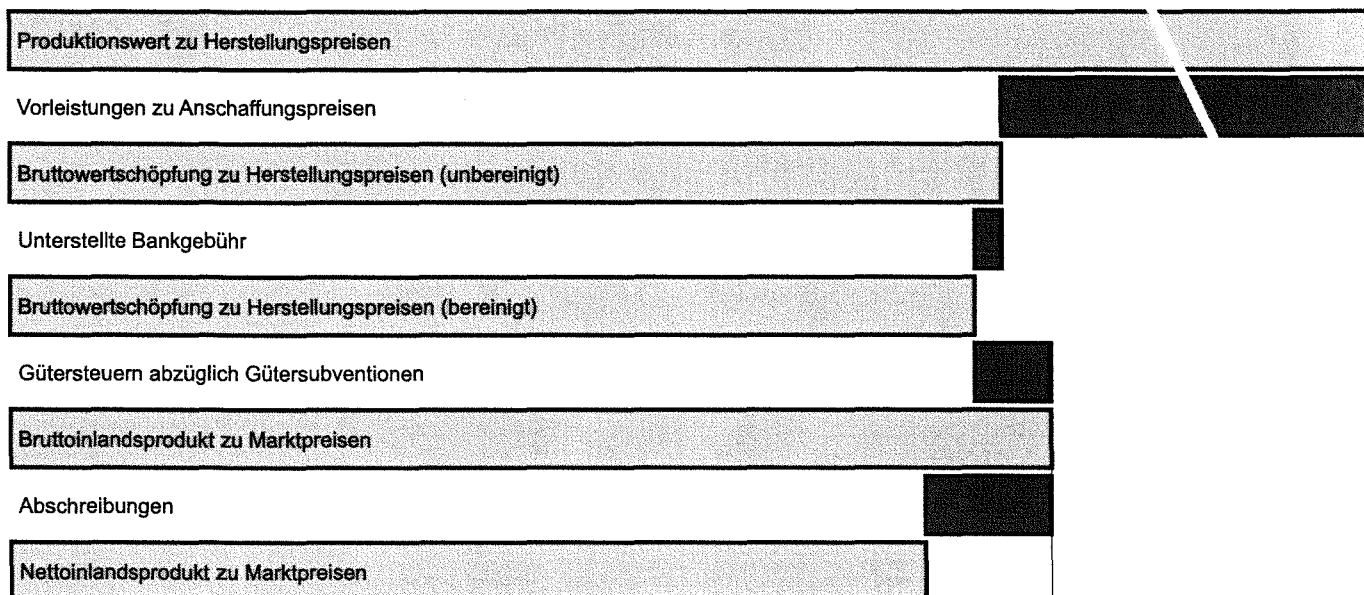 Produktionswert zu Herstellungspreisen
Vorleistungen zu Anschaffungspreisen
Bruttowertschöpfung zu Herstellungspreisen (unbereinigt)
Unterstellte Bankgebühr
Bruttowertschöpfung zu Herstellungspreisen (bereinigt)
Gütersteuern abzüglich Gütersubventionen
Bruttoinlandsprodukt zu Marktpreisen
Abschreibungen
Nettoinlandsprodukt zu Marktpreisen